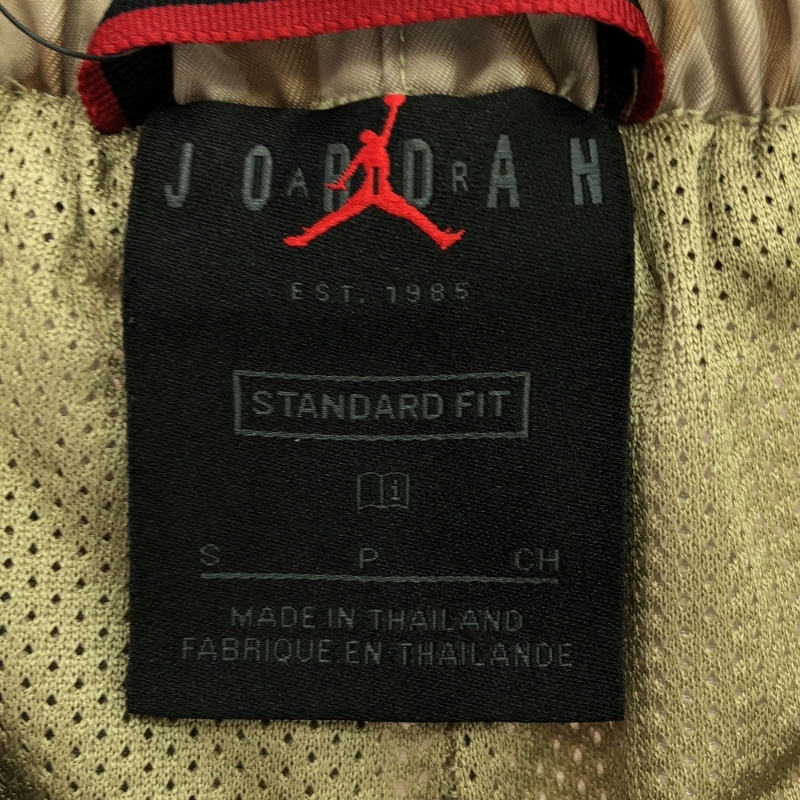 JORDAN
AIR
EST. 1985
STANDARD FIT
i
S P CH
MADE IN THAILAND
FABRIQUE EN THAILANDE